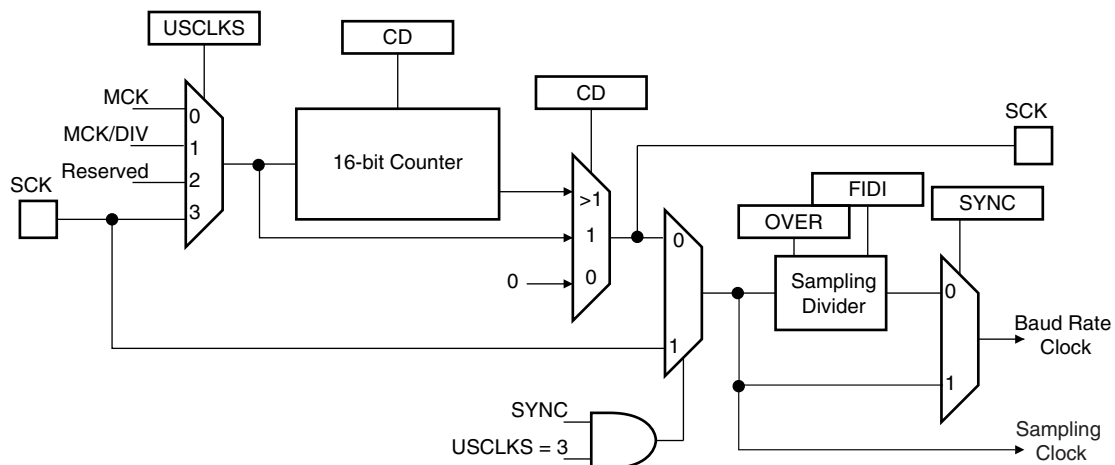 USCLKS
CD
CD
MCK
0
MCK/DIV
1
Reserved
2
SCK
3
16-bit Counter
>1
1
0
0
SCK
FIDI
OVER
SYNC
0
1
Sampling
Divider
0
1
Baud Rate
Clock
SYNC
USCLKS = 3
Sampling
Clock